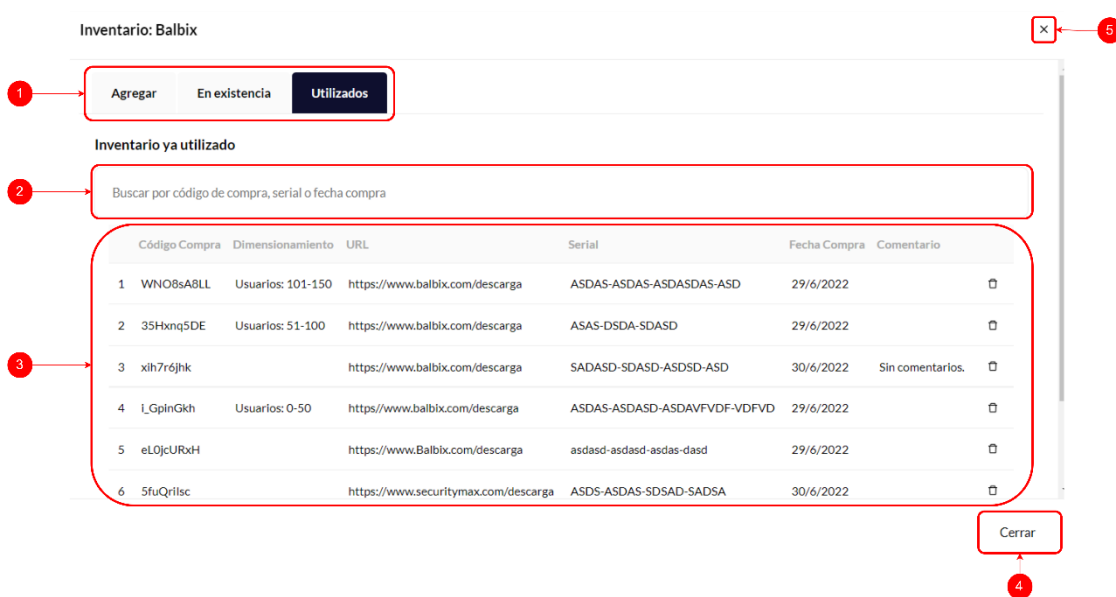 Inventario: Balbix
×
5
1
Agregar En existencia Utilizados
Inventario ya utilizado
2
Buscar por código de compra, serial o fecha compra
Código Compra Dimensionamiento URL Serial Fecha Compra Comentario
1 WNO8sA8LL Usuarios: 101-150 https://www.balbix.com/descarga ASDAS-ASDAS-ASDASDAS-ASD 29/6/2022
2 35Hxnq5DE Usuarios: 51-100 https://www.balbix.com/descarga ASAS-DSDA-SDASD 29/6/2022
3
3 xih7r6jhk https://www.balbix.com/descarga SADASD-SDASD-ASDSD-ASD 30/6/2022 Sin comentarios.
4 i_GpinGkh Usuarios: 0-50 https//www.balbix.com/descarga ASDAS-ASDASD-ASDAVFVDF-VDFVD 29/6/2022
5 eL0jcURxH https://www.Balbix.com/descarga asdasd-asdasd-asdas-dasd 29/6/2022
6 5fuQrilsc https://www.securitymax.com/descarga ASDS-ASDAS-SDSAD-SADSA 30/6/2022
Cerrar
4